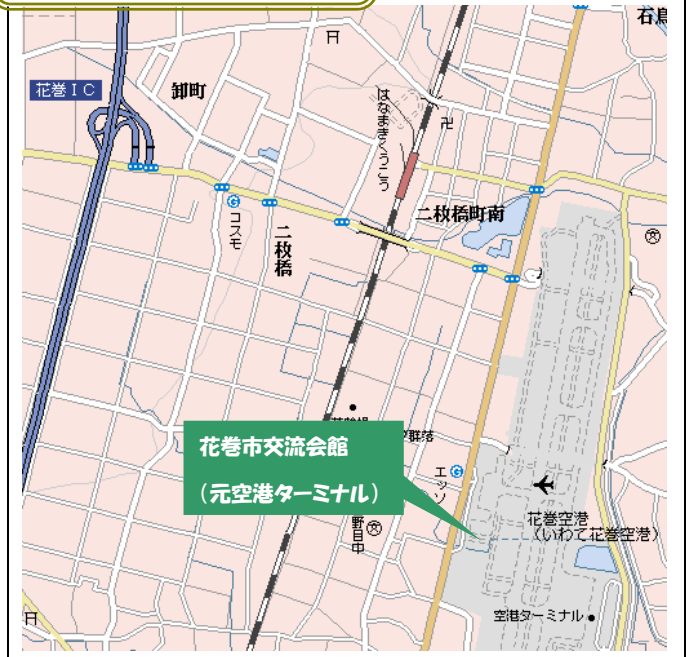 石鳥
花巻IC
卸町
はなまきくうこう
二枚橋町南
コスモ
二枚橋
群落
花巻市交流会館
(元空港ターミナル)
エッソ
野目中
花巻空港
(いわて花巻空港)
空港ターミナル